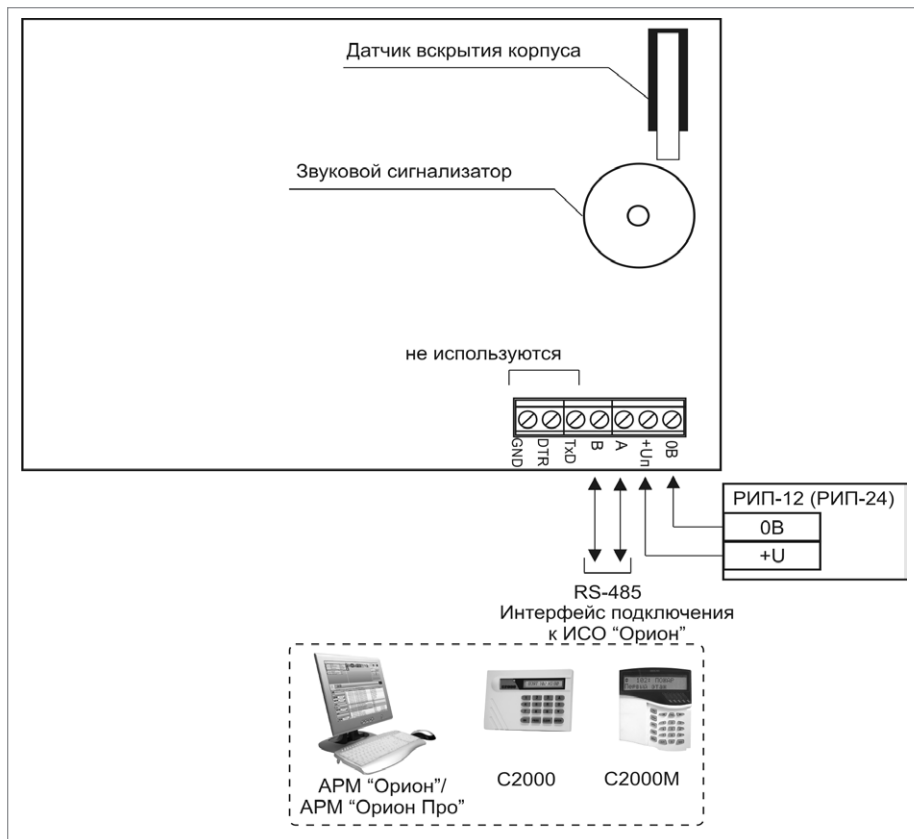 Датчик вскрытия корпуса
Звуковой сигнализатор
не используются
GND
DTR
TxD
B
A
+Uп
0В
РИП-12 (РИП-24)
0В
+U
RS-485
Интерфейс подключения
к ИСО “Орион”
АРМ “Орион”/
АРМ “Орион Про”
С2000
С2000М